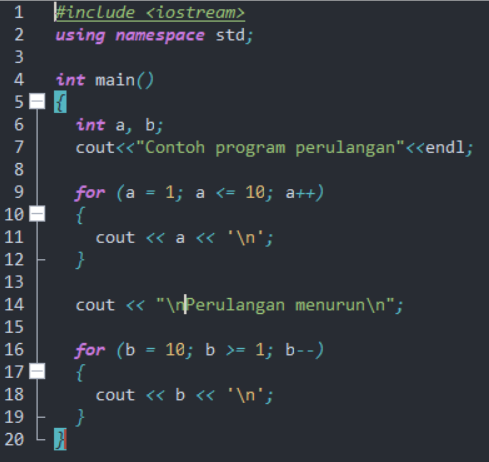 1 #include <iostream>
2 using namespace std;
3
4 int main()
5 {
6 int a, b;
7 cout<<"Contoh program perulangan"<<endl;
8
9 for (a = 1; a <= 10; a++)
10 {
11 cout << a << '\n';
12 }
13
14 cout << "\nPerulangan menurun\n";
15
16 for (b = 10; b >= 1; b--)
17 {
18 cout << b << '\n';
19 }
20 }